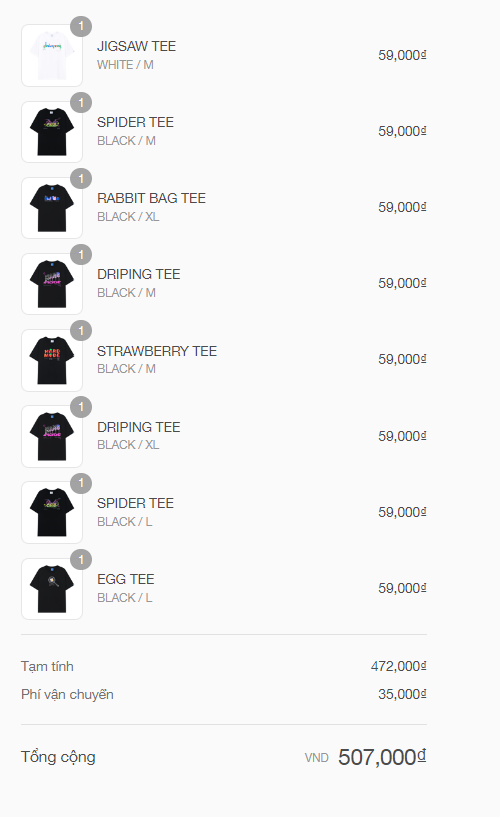 1
JIGSAW TEE
WHITE / M
59,000₫
1
SPIDER TEE
BLACK / M
59,000₫
1
RABBIT BAG TEE
BLACK / XL
59,000₫
1
DRIPING TEE
BLACK / M
59,000₫
1
STRAWBERRY TEE
BLACK / M
59,000₫
1
DRIPING TEE
BLACK / XL
59,000₫
1
SPIDER TEE
BLACK / L
59,000₫
1
EGG TEE
BLACK / L
59,000₫
Tạm tính 472,000₫
Phí vận chuyển 35,000₫
Tổng cộng VND 507,000₫